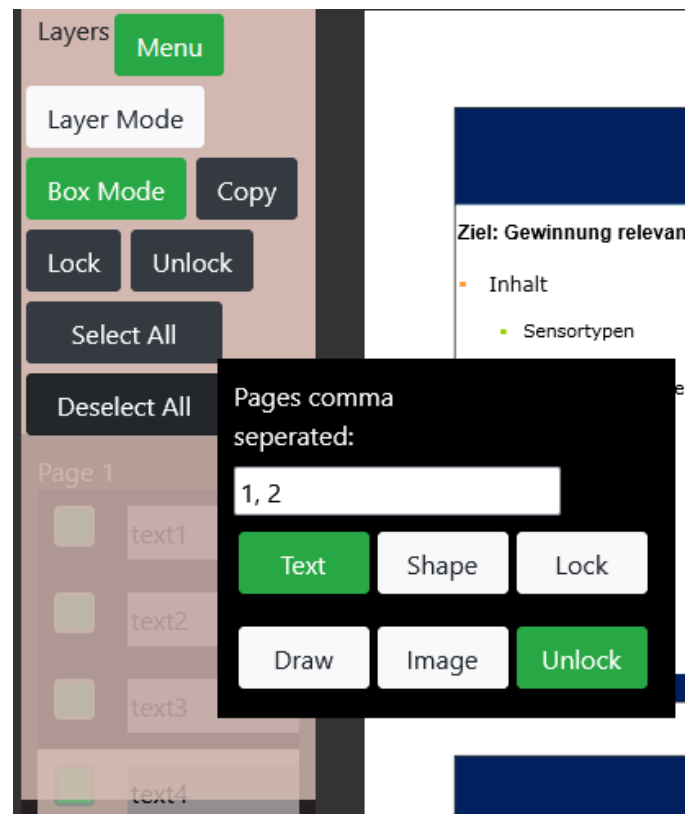 Layers Menu
Layer Mode
Box Mode Copy
Lock Unlock
Select All
Deselect All
Page 1
text1
text2
text3
text4
Ziel: Gewinnung
Inhalt
Sensortypen
Pages comma
seperated:
1, 2
Text Shape Lock
Draw Image Unlock